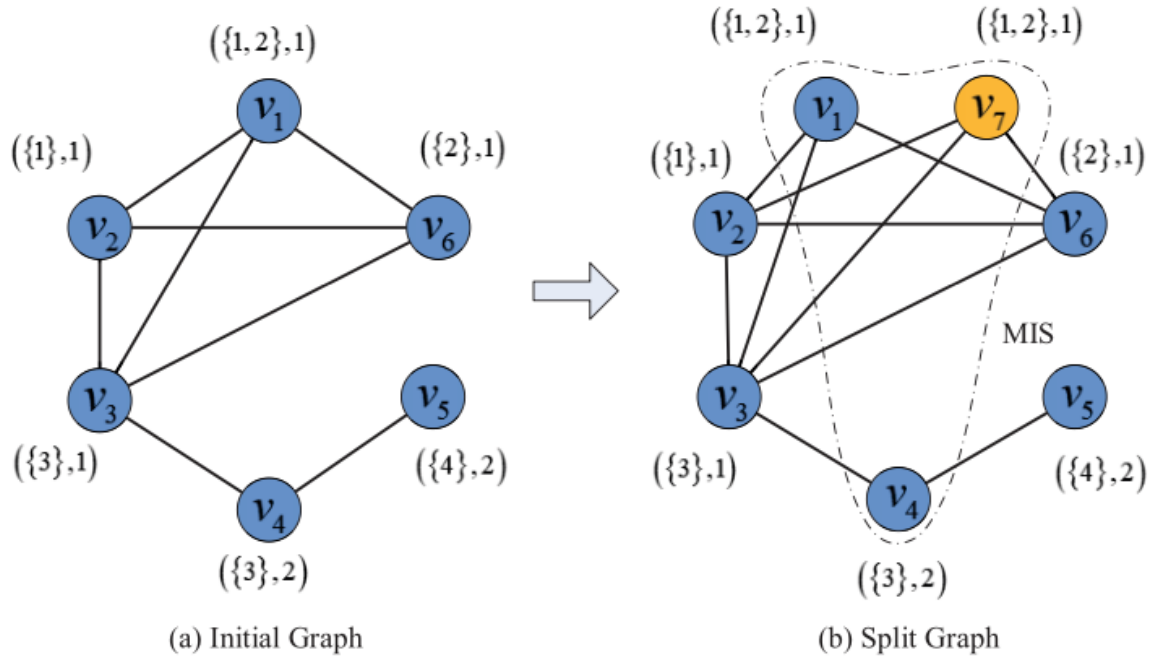 ({1,2},1)
v1
({1},1)
({2},1)
v2
v6
v3
v5
({3},1)
({4},2)
v4
({3},2)
(a) Initial Graph
({1,2},1)
({1,2},1)
v1
v7
({1},1)
({2},1)
v2
v6
MIS
v3
v5
({3},1)
({4},2)
v4
({3},2)
(b) Split Graph